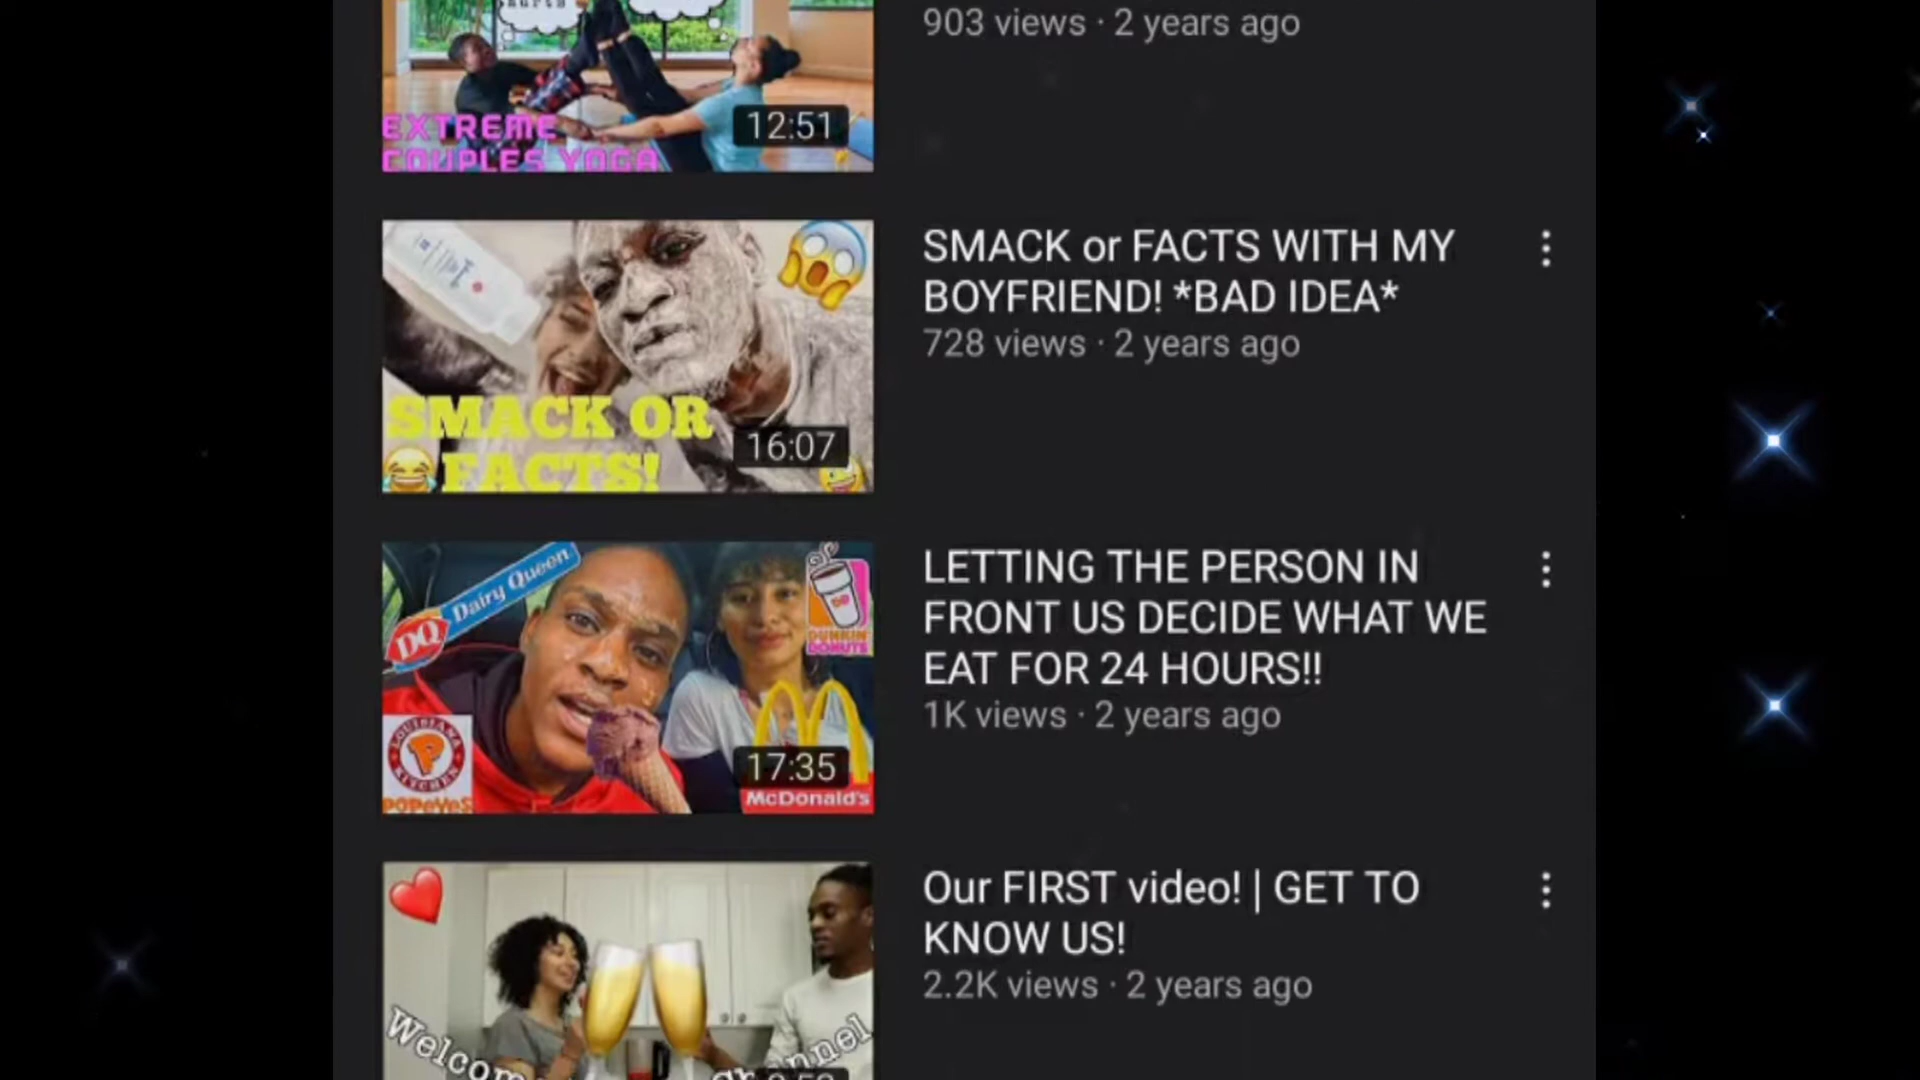 903 views · 2 years ago
12:51
EXTREME
COUPLES YOGA
SMACK or FACTS WITH MY
BOYFRIEND! *BAD IDEA*
728 views · 2 years ago
SMACK OR
FACTS!
16:07
LETTING THE PERSON IN
FRONT US DECIDE WHAT WE
EAT FOR 24 HOURS!!
1K views · 2 years ago
DQ
Dairy Queen
DD
DUNKIN'
DONUTS
LOUISIANA
P
KITCHEN
POPEYES
17:35
McDonald's
Our FIRST video! | GET TO
KNOW US!
2.2K views · 2 years ago